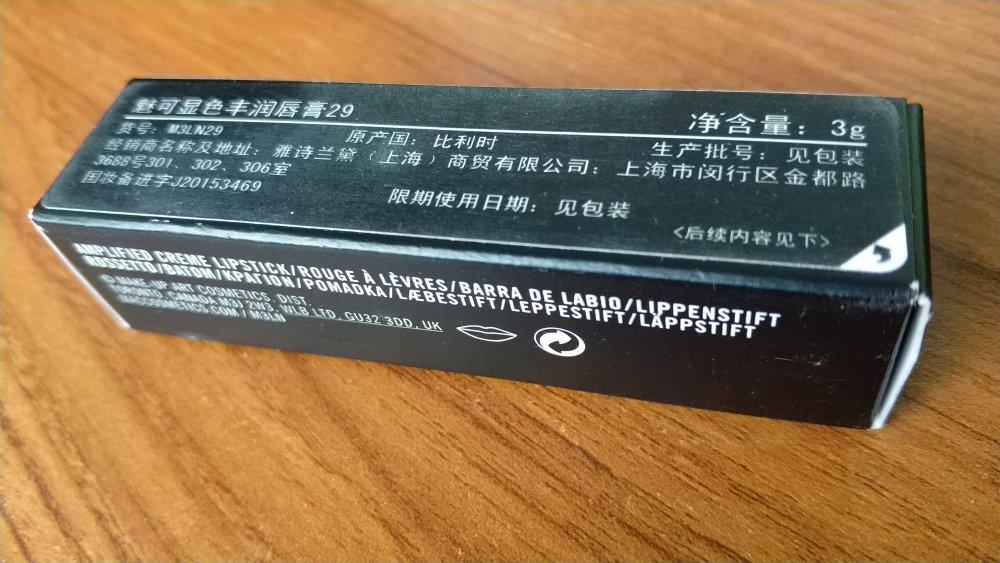 魅可显色丰润唇膏29 净含量：3g
货号：M3LN29 原产国：比利时 生产批号：见包装
经销商名称及地址：雅诗兰黛（上海）商贸有限公司：上海市闵行区金都路
3688号301、302、306室
国妆备进字J20153469 限期使用日期：见包装
<后续内容见下>
AMPLIFIED CREME LIPSTICK/ROUGE À LÈVRES/BARRA DE LABIO/LIPPENSTIFT
ROSSETTO/BATOM/ΚΡΑΓΙΟΝ/POMADKA/LÆBESTIFT/LEPPESTIFT/LÄPPSTIFT
MAKE-UP ART COSMETICS, DIST.
CANADA M3J 2W3, WLB LTD, GU32 3DD, UK
/ M3LN